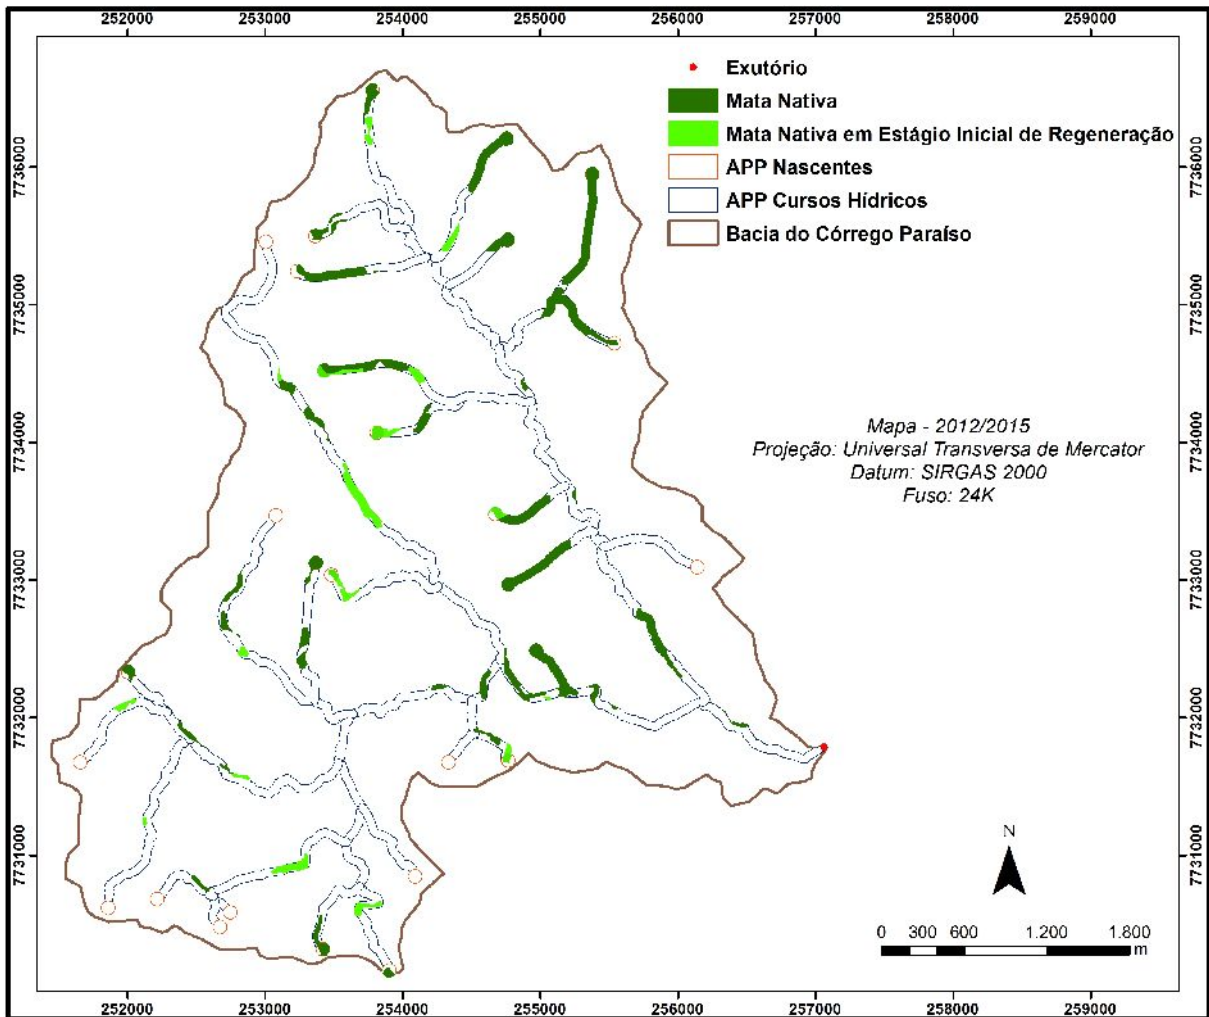 252000 253000 254000 255000 256000 257000 258000 259000
Exutório
Mata Nativa
Mata Nativa em Estágio Inicial de Regeneração
APP Nascentes
APP Cursos Hídricos
Bacia do Córrego Paraíso
7736000 7736000
7735000 7735000
7734000 7734000
Mapa - 2012/2015
Projeção: Universal Transversa de Mercator
Datum: SIRGAS 2000
Fuso: 24K
7733000 7733000
7732000 7732000
7731000 7731000
N
0 300 600 1.200 1.800
m
252000 253000 254000 255000 256000 257000 258000 259000